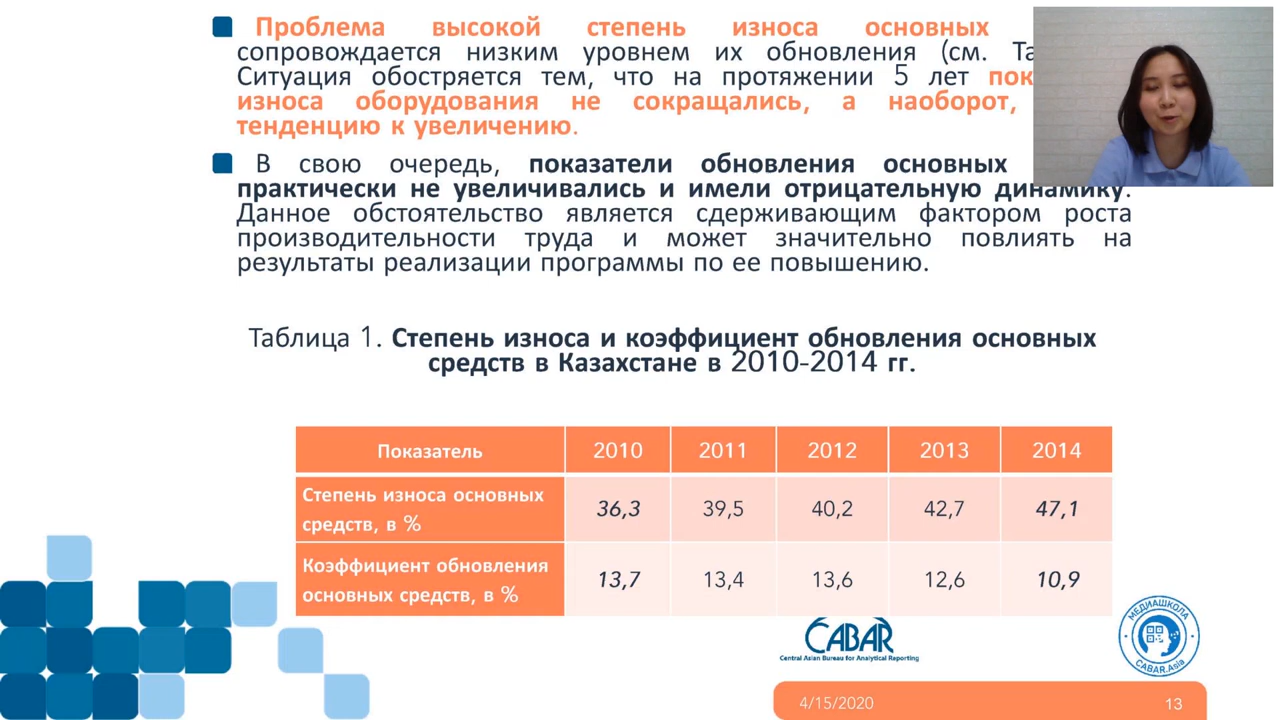 Проблема высокой степень износа основных
сопровождается низким уровнем их обновления (см.
Ситуация обостряется тем, что на протяжении 5 лет
износа оборудования не сокращались, а наоборот,
тенденцию к увеличению.
В свою очередь, показатели обновления основных
практически не увеличивались и имели отрицательную динамику.
Данное обстоятельство является сдерживающим фактором роста
производительности труда и может значительно повлиять на
результаты реализации программы по ее повышению.
Таблица 1. Степень износа и коэффициент обновления основных
средств в Казахстане в 2010-2014 гг.
Показатель 2010 2011 2012 2013 2014
Степень износа основных
средств, в % 36,3 39,5 40,2 42,7 47,1
Коэффициент обновления
основных средств, в % 13,7 13,4 13,6 12,6 10,9
CABAR
Central Asian Bureau for Analytical Reporting
МЕДИАШКОЛА
CABAR.Asia
4/15/2020 13